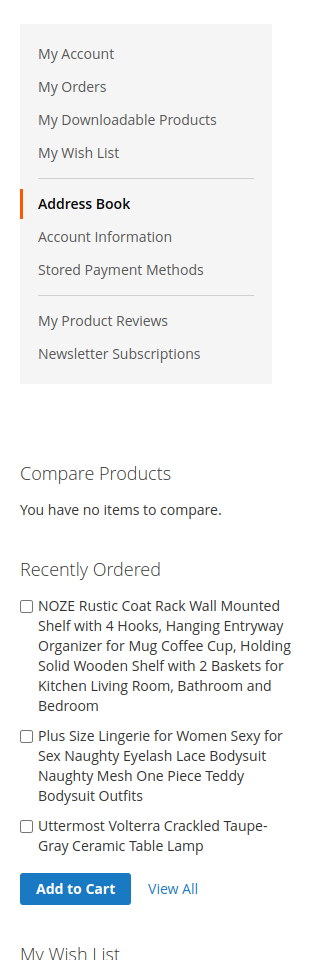 My Account
My Orders
My Downloadable Products
My Wish List
Address Book
Account Information
Stored Payment Methods
My Product Reviews
Newsletter Subscriptions
Compare Products
You have no items to compare.
Recently Ordered
NOZE Rustic Coat Rack Wall Mounted
Shelf with 4 Hooks, Hanging Entryway
Organizer for Mug Coffee Cup, Holding
Solid Wooden Shelf with 2 Baskets for
Kitchen Living Room, Bathroom and
Bedroom
Plus Size Lingerie for Women Sexy for
Sex Naughty Eyelash Lace Bodysuit
Naughty Mesh One Piece Teddy
Bodysuit Outfits
Uttermost Volterra Crackled Taupe-
Gray Ceramic Table Lamp
Add to Cart View All
My Wish List